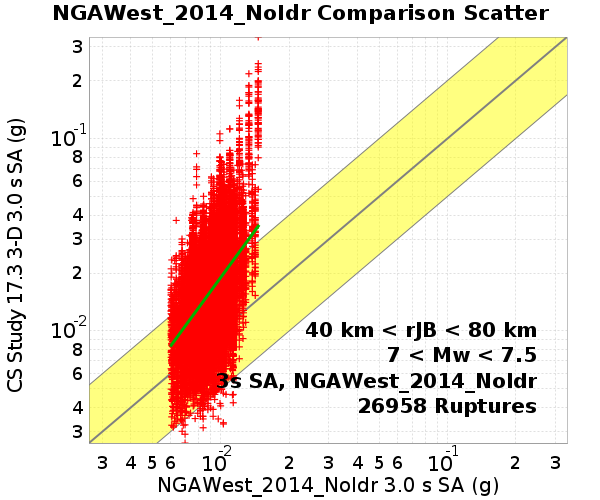 NGAWest_2014_NoIdr Comparison Scatter
CS Study 17.3 3-D 3.0 s SA (g)
3
2
10-1
8
6
4
3
2
10-2
8
6
4
3
40 km < rJB < 80 km
7 < Mw < 7.5
3s SA, NGAWest_2014_NoIdr
26958 Ruptures
3 4 5 6 10-2 2 3 4 5 6 10-1 2 3
NGAWest_2014_NoIdr 3.0 s SA (g)